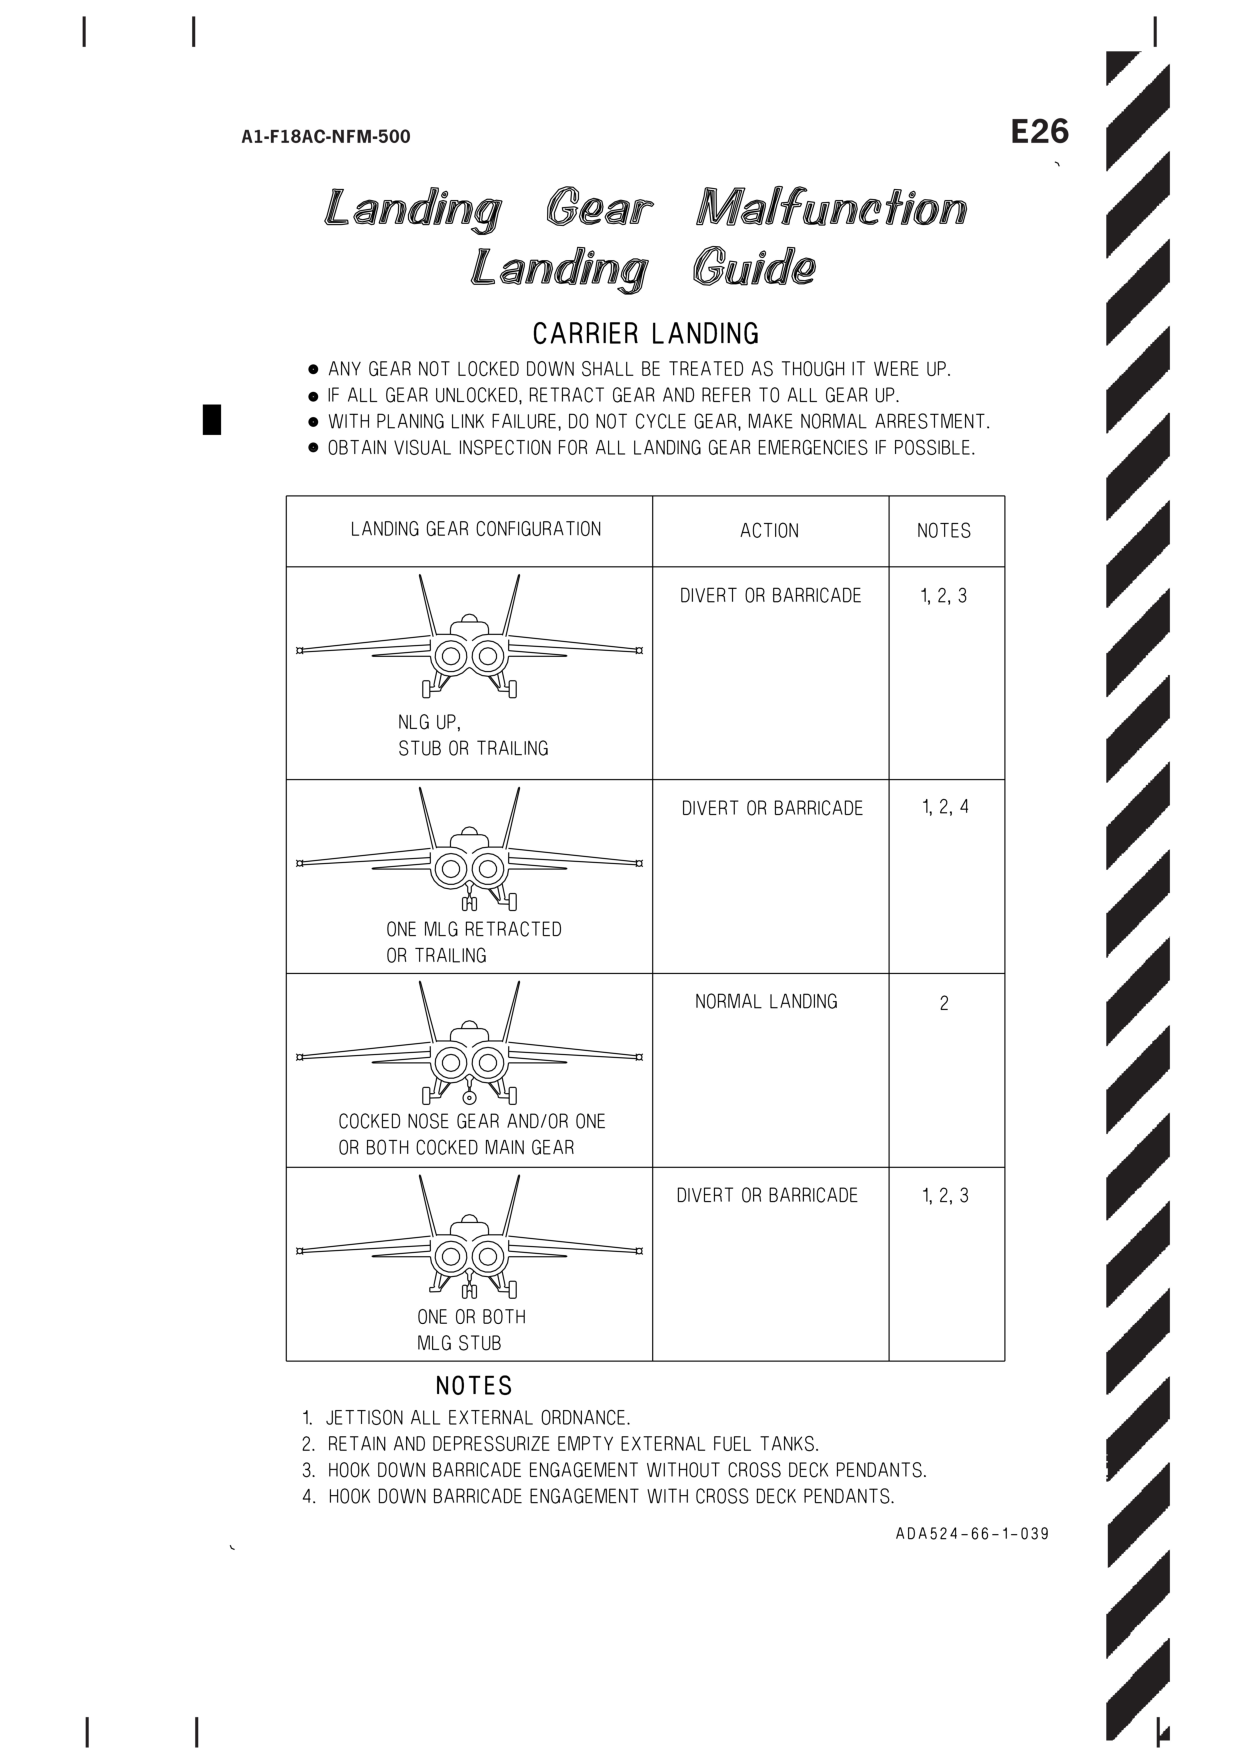 A1-F18AC-NFM-500
E26
Landing Gear Malfunction
Landing Guide
CARRIER LANDING
● ANY GEAR NOT LOCKED DOWN SHALL BE TREATED AS THOUGH IT WERE UP.
● IF ALL GEAR UNLOCKED, RETRACT GEAR AND REFER TO ALL GEAR UP.
● WITH PLANING LINK FAILURE, DO NOT CYCLE GEAR, MAKE NORMAL ARRESTMENT.
● OBTAIN VISUAL INSPECTION FOR ALL LANDING GEAR EMERGENCIES IF POSSIBLE.
LANDING GEAR CONFIGURATION ACTION NOTES
DIVERT OR BARRICADE 1, 2, 3
NLG UP,
STUB OR TRAILING
DIVERT OR BARRICADE 1, 2, 4
ONE MLG RETRACTED
OR TRAILING
NORMAL LANDING 2
COCKED NOSE GEAR AND/OR ONE
OR BOTH COCKED MAIN GEAR
DIVERT OR BARRICADE 1, 2, 3
ONE OR BOTH
MLG STUB
NOTES
1. JETTISON ALL EXTERNAL ORDNANCE.
2. RETAIN AND DEPRESSURIZE EMPTY EXTERNAL FUEL TANKS.
3. HOOK DOWN BARRICADE ENGAGEMENT WITHOUT CROSS DECK PENDANTS.
4. HOOK DOWN BARRICADE ENGAGEMENT WITH CROSS DECK PENDANTS.
ADA524-66-1-039